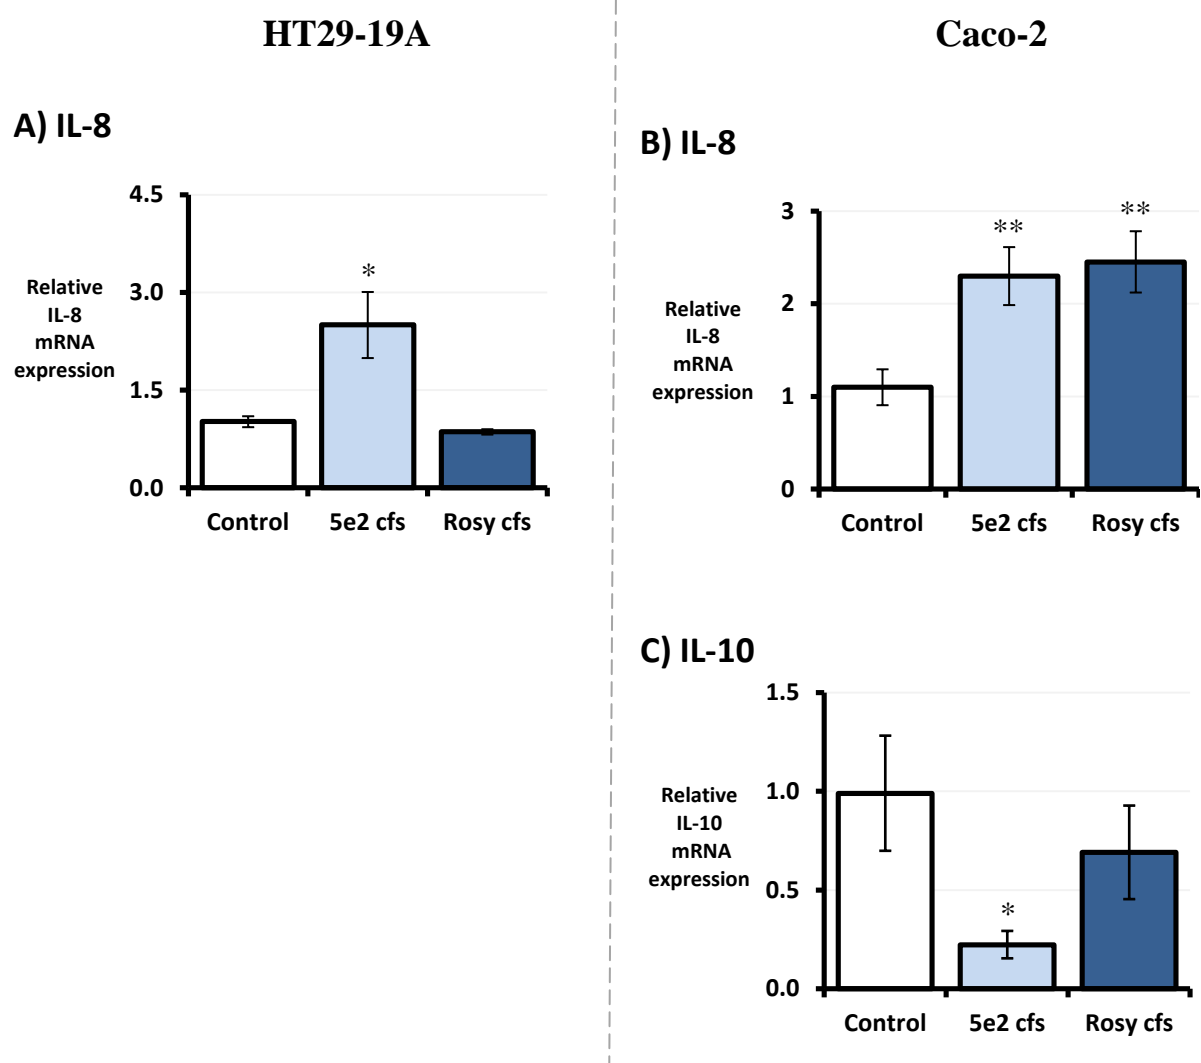 HT29-19A
Caco-2
A) IL-8
4.5
3.0
1.5
0.0
Relative
IL-8
mRNA
expression
*
Control
5e2 cfs
Rosy cfs
B) IL-8
3
2
1
0
Relative
IL-8
mRNA
expression
**
**
Control
5e2 cfs
Rosy cfs
C) IL-10
1.5
1.0
0.5
0.0
Relative
IL-10
mRNA
expression
*
Control
5e2 cfs
Rosy cfs